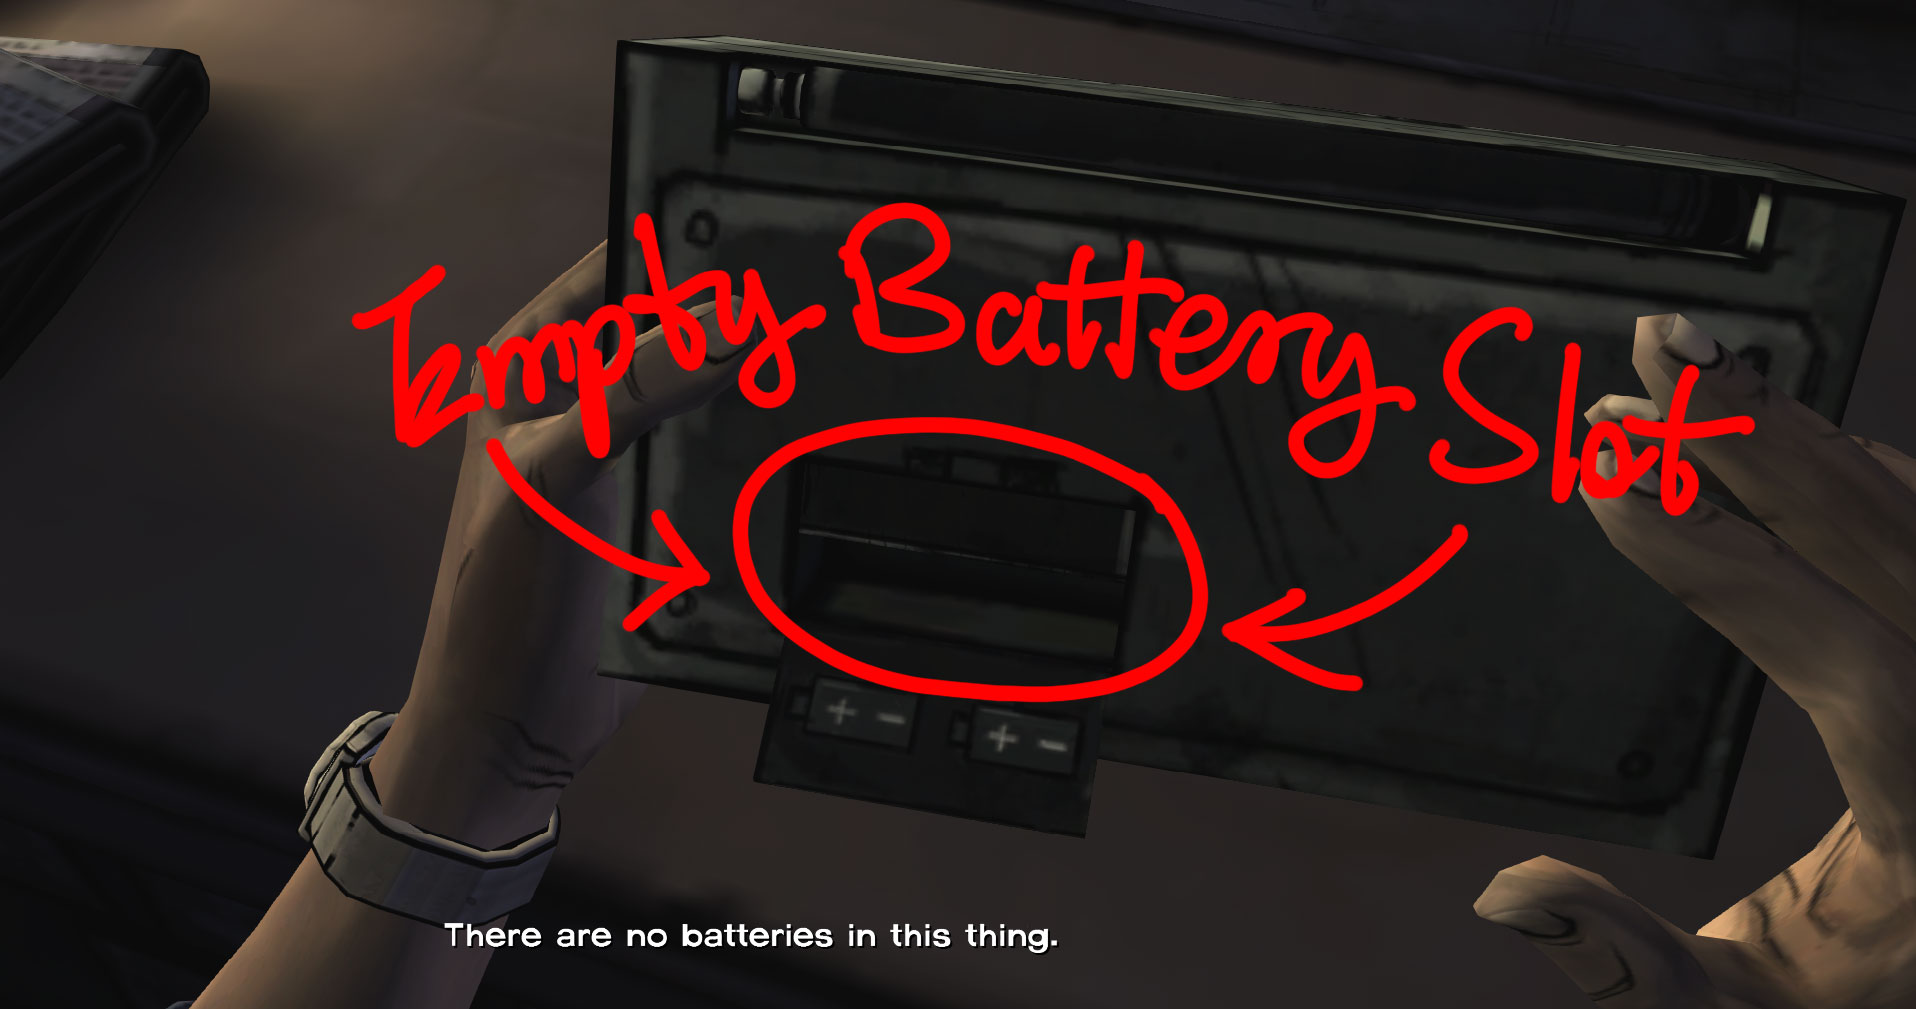 Empty Battery Slot
+ - + -
There are no batteries in this thing.